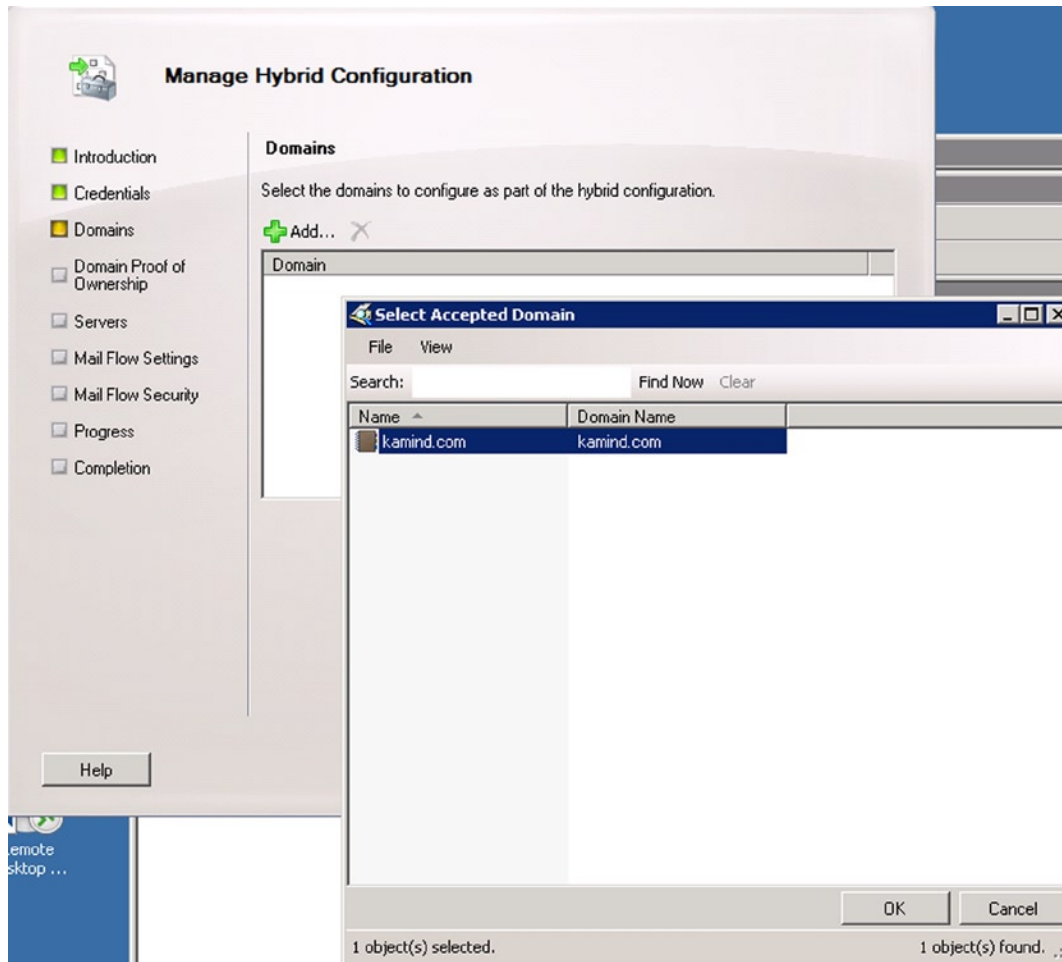 Manage Hybrid Configuration
Introduction
Credentials
Domains
Domain Proof of
Ownership
Servers
Mail Flow Settings
Mail Flow Security
Progress
Completion
Domains
Select the domains to configure as part of the hybrid configuration.
Add...
Domain
Select Accepted Domain
File View
Search: Find Now Clear
Name Domain Name
kamind.com kamind.com
Help
OK Cancel
1 object(s) selected. 1 object(s) found.
emote
sktop ...